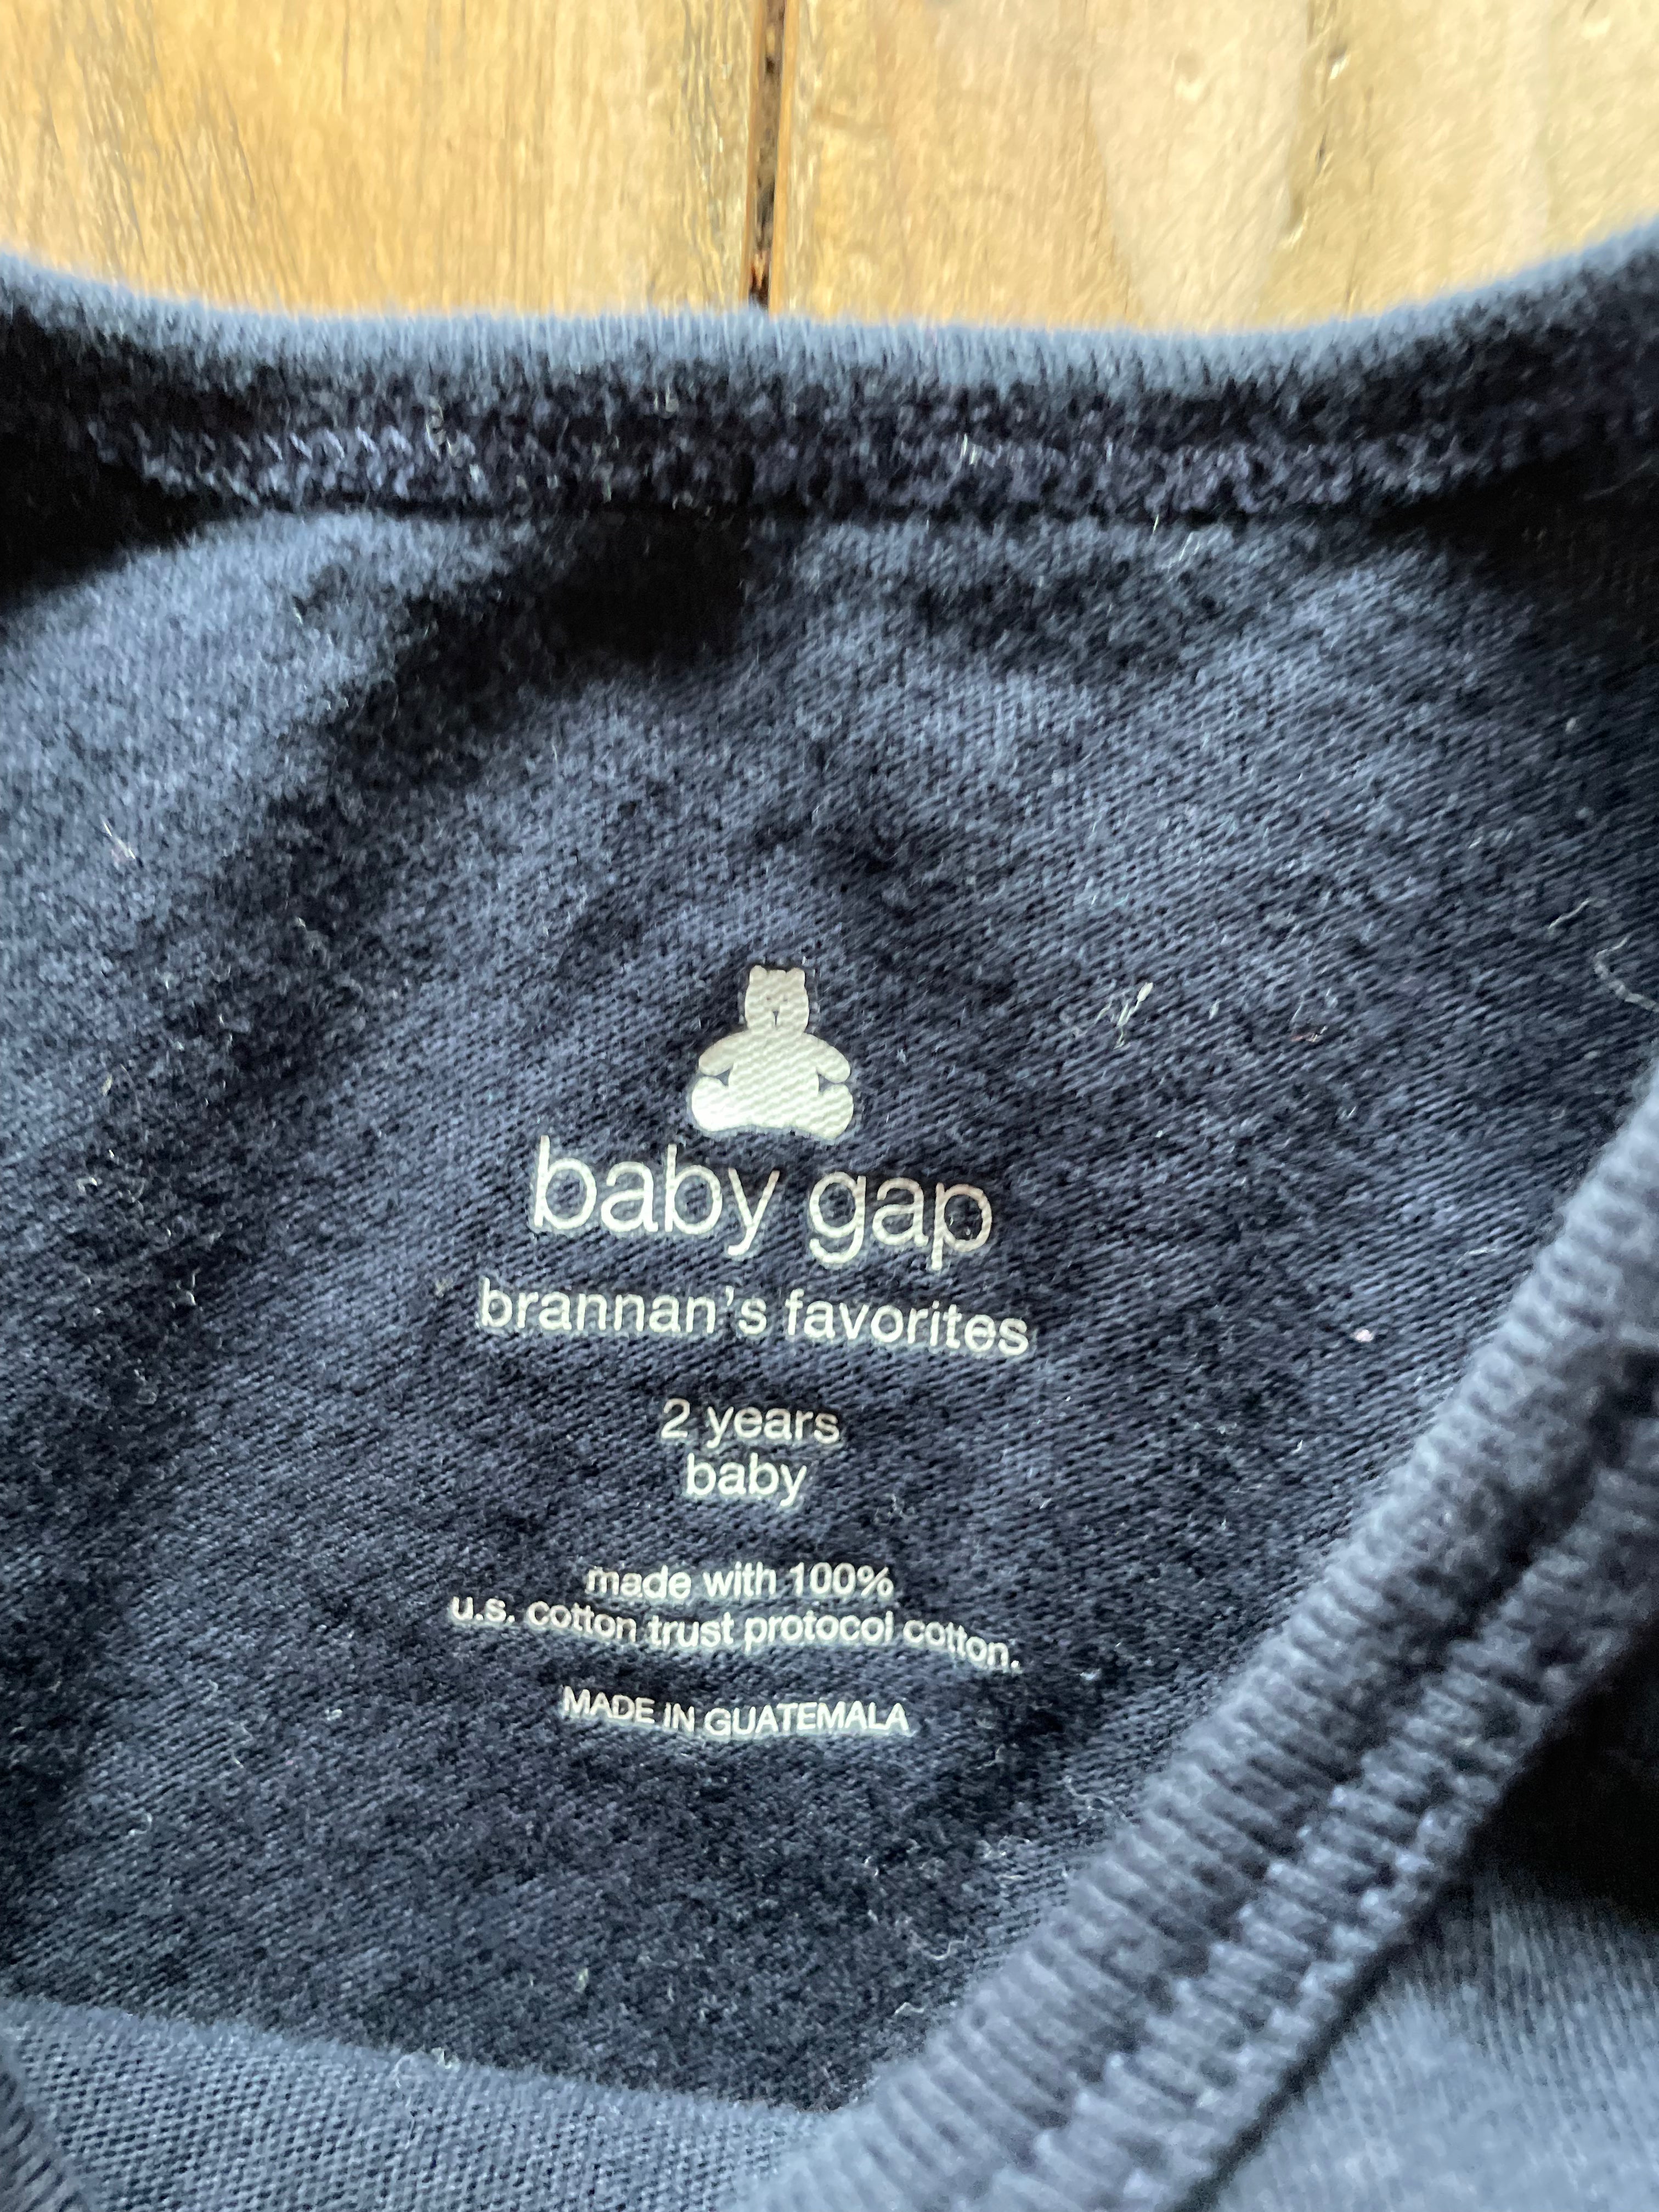 baby gap
brannan's favorites
2 years
baby
made with 100%
u.s. cotton trust protocol cotton.
MADE IN GUATEMALA